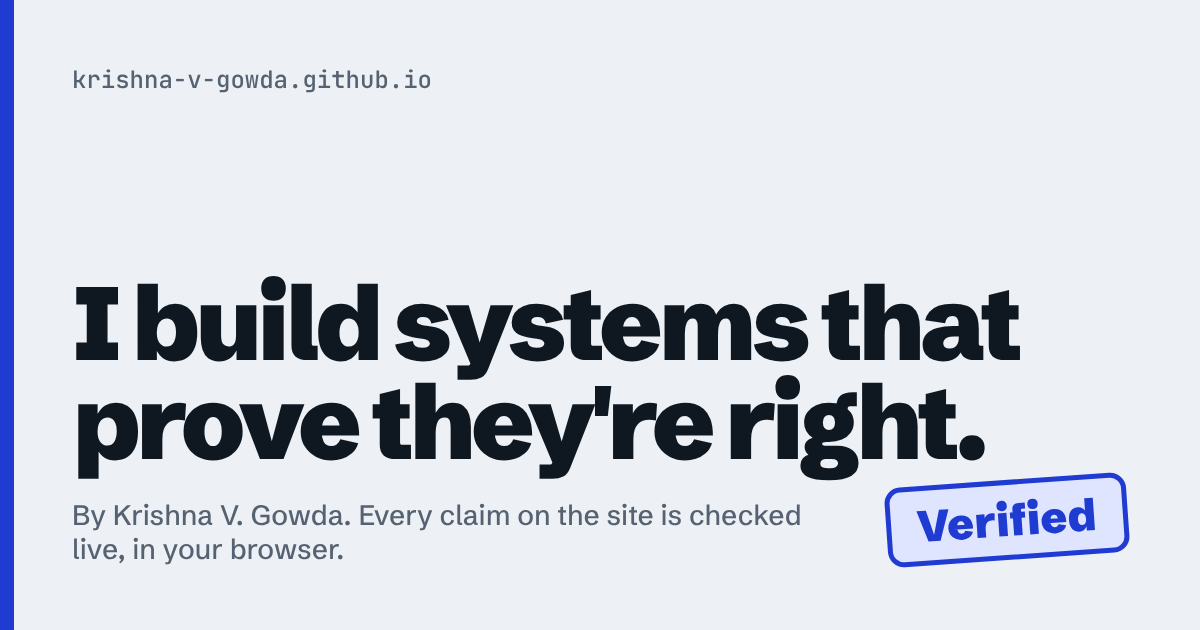 krishna-v-gowda.github.io
I build systems that
prove they're right.
By Krishna V. Gowda. Every claim on the site is checked
live, in your browser.
Verified